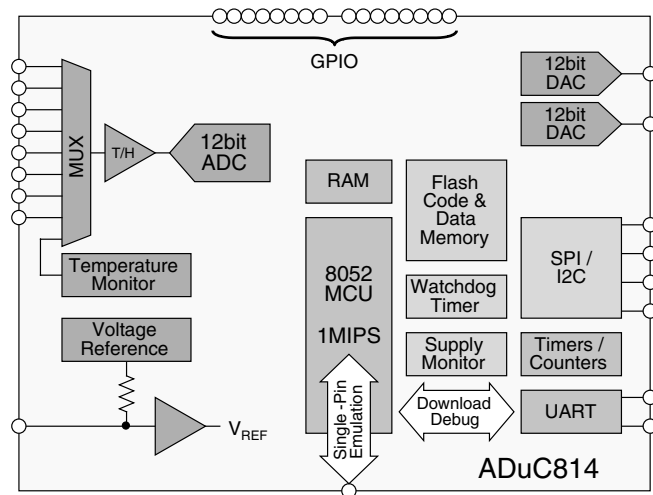 GPIO
12bit
DAC
12bit
DAC
MUX
T/H
12bit
ADC
RAM
Flash
Code &
Data
Memory
8052
MCU
1MIPS
SPI /
I2C
Temperature
Monitor
Watchdog
Timer
Voltage
Reference
Supply
Monitor
Timers /
Counters
Single -Pin
Emulation
Download
Debug
UART
VREF
ADuC814